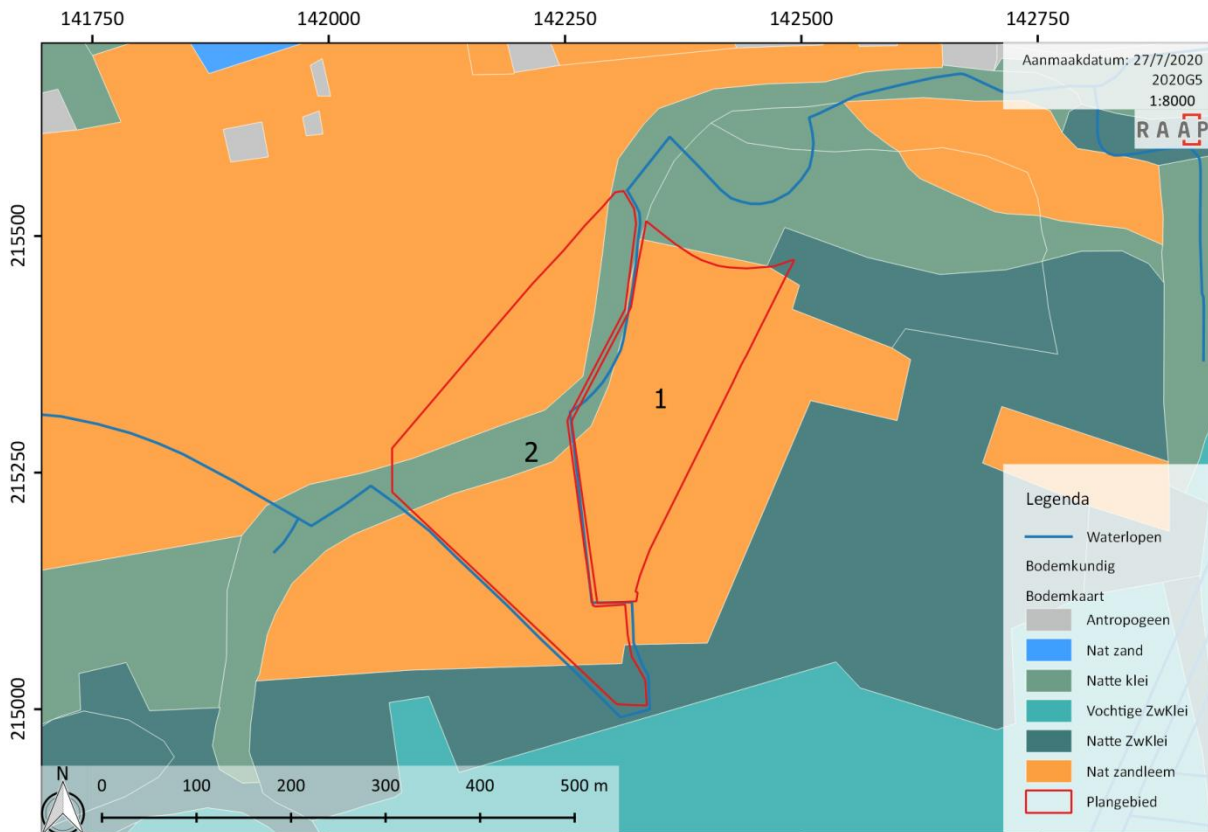 141750 142000 142250 142500 142750
Aanmaakdatum: 27/7/2020
2020G5
1:8000
RAAP
215500
1
2
215250
215000
Legenda
Waterlopen
Bodemkundig
Bodemkaart
Antropogeen
Nat zand
Natte klei
Vochtige ZwKlei
Natte ZwKlei
Nat zandleem
Plangebied
N
0 100 200 300 400 500 m